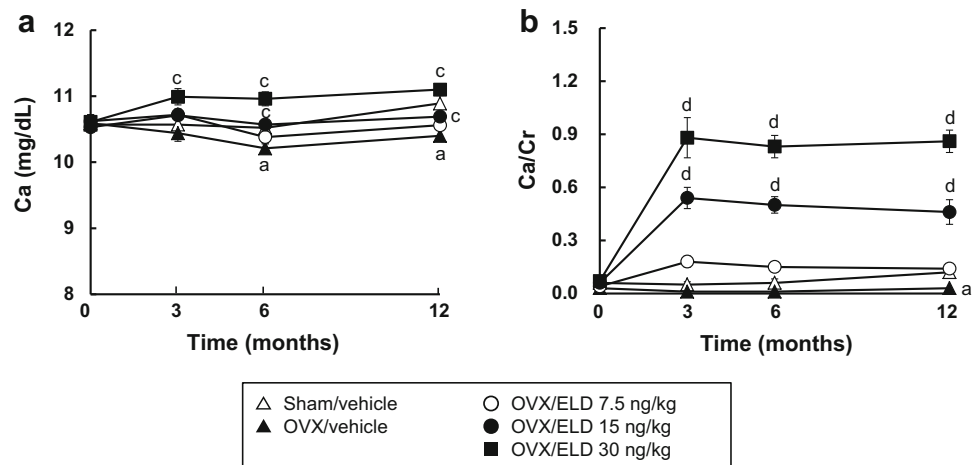 a
Ca (mg/dL)
12
11
10
9
8
c
c
c
c
c
a
a
0
3
6
12
Time (months)
b
Ca/Cr
1.5
1.2
0.9
0.6
0.3
0.0
d
d
d
d
d
d
a
0
3
6
12
Time (months)
Sham/vehicle
OVX/vehicle
OVX/ELD 7.5 ng/kg
OVX/ELD 15 ng/kg
OVX/ELD 30 ng/kg